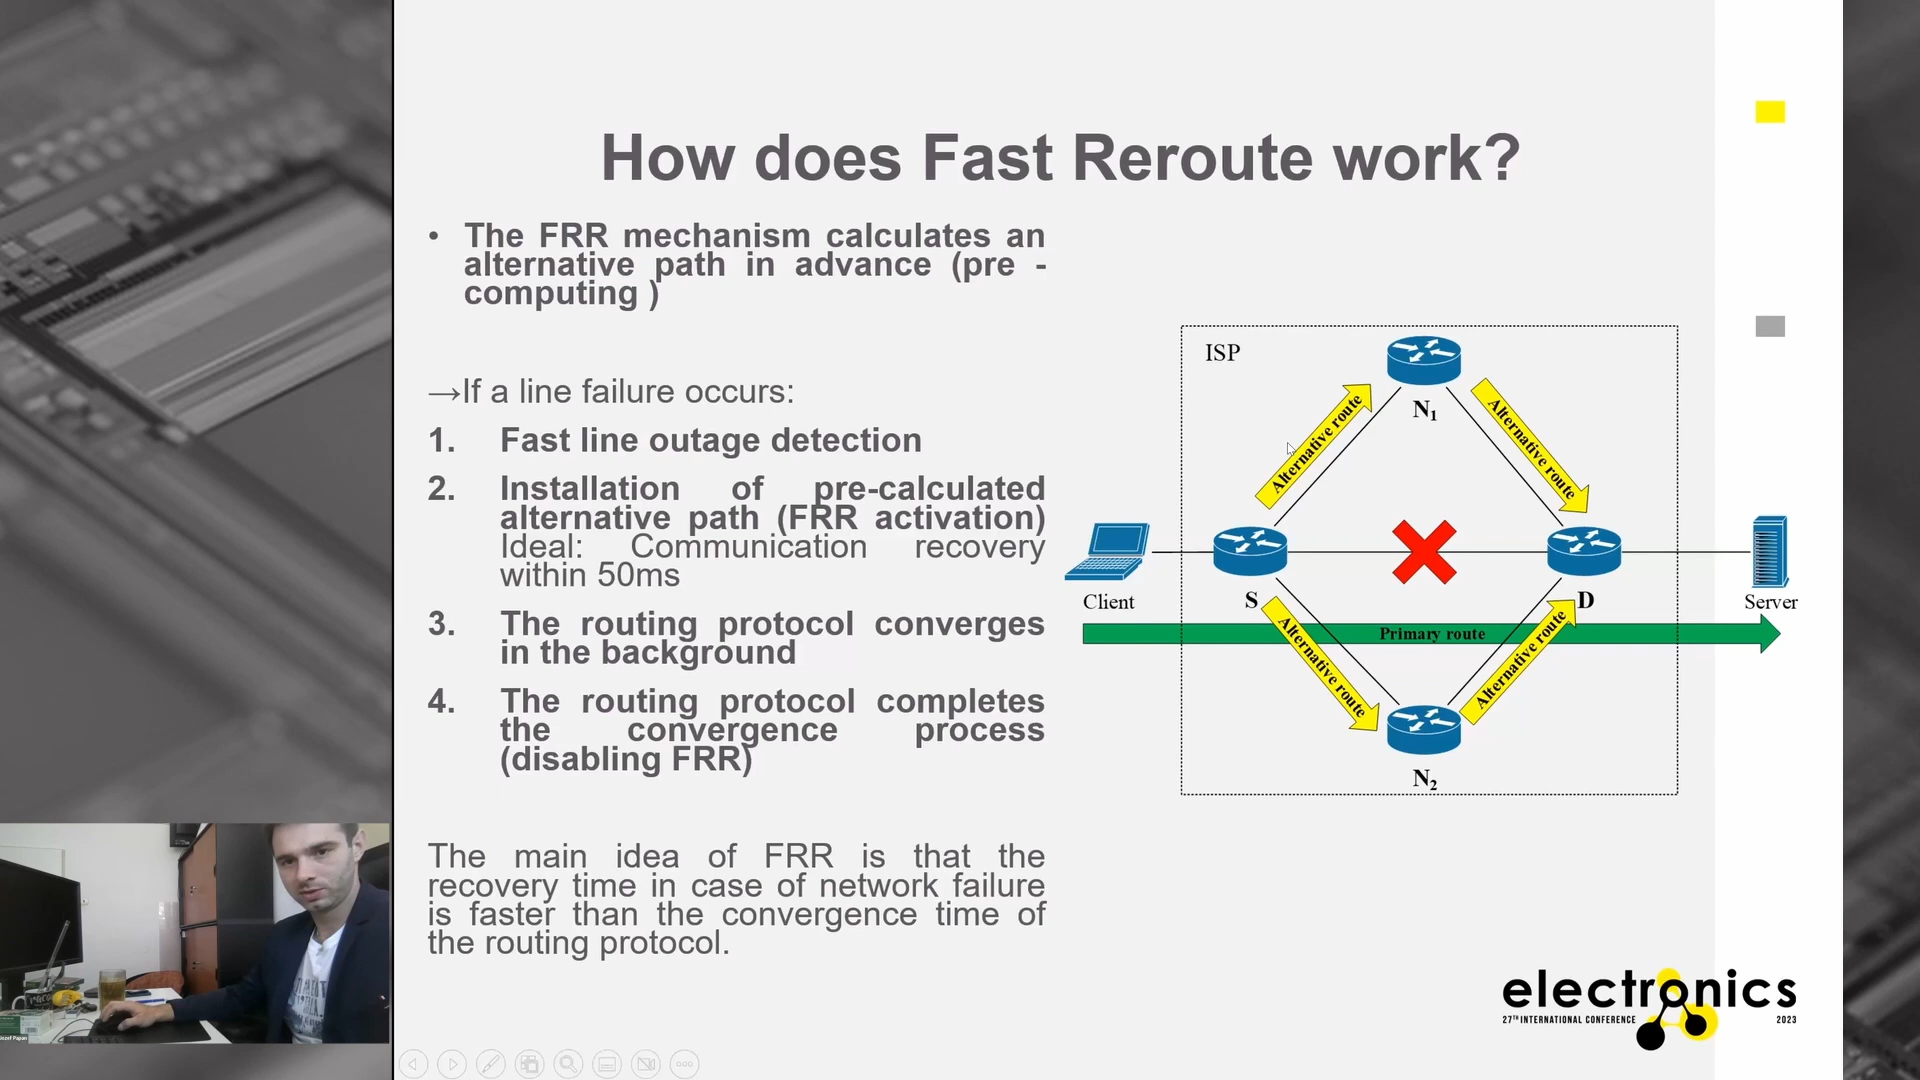 How does Fast Reroute work?
• The FRR mechanism calculates an
alternative path in advance (pre -
computing )
→If a line failure occurs:
1. Fast line outage detection
2. Installation of pre-calculated
alternative path (FRR activation)
Ideal: Communication recovery
within 50ms
3. The routing protocol converges
in the background
4. The routing protocol completes
the convergence process
(disabling FRR)
The main idea of FRR is that the
recovery time in case of network failure
is faster than the convergence time of
the routing protocol.
ISP
N1
Alternative route
Alternative route
Client
S
D
Server
Primary route
Alternative route
Alternative route
N2
electronics
27TH INTERNATIONAL CONFERENCE 2023
Jozef Papan